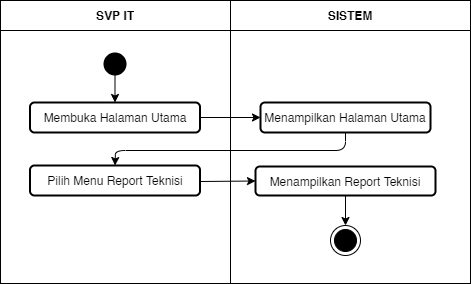 SVP IT
SISTEM
Membuka Halaman Utama
Menampilkan Halaman Utama
Pilih Menu Report Teknisi
Menampilkan Report Teknisi